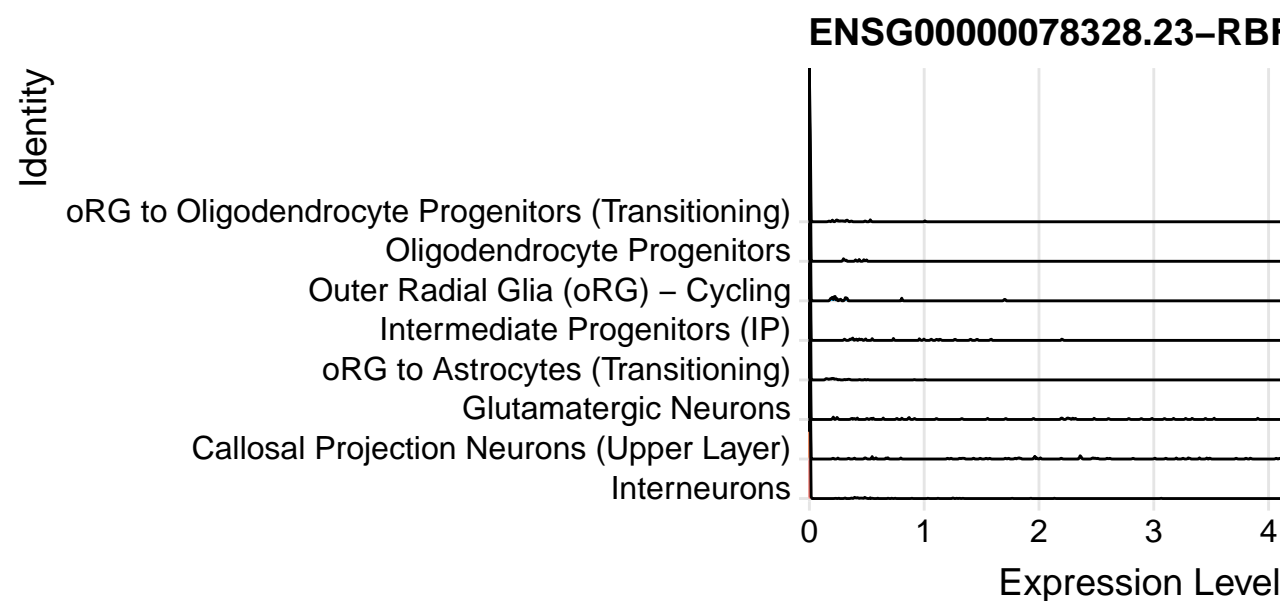 ENSG00000078328.23–RBF
Identity
oRG to Oligodendrocyte Progenitors (Transitioning)
Oligodendrocyte Progenitors
Outer Radial Glia (oRG) – Cycling
Intermediate Progenitors (IP)
oRG to Astrocytes (Transitioning)
Glutamatergic Neurons
Callosal Projection Neurons (Upper Layer)
Interneurons
0 1 2 3 4
Expression Level